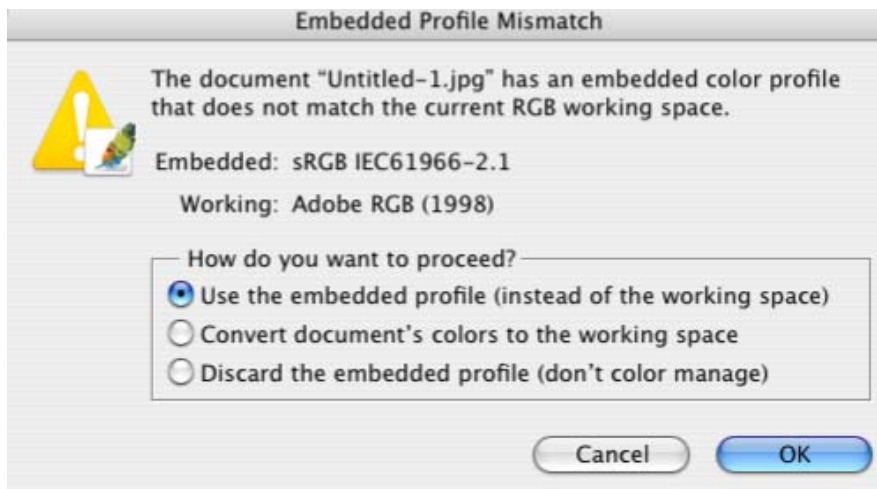 Embedded Profile Mismatch
The document “Untitled-1.jpg” has an embedded color profile
that does not match the current RGB working space.
Embedded: sRGB IEC61966-2.1
Working: Adobe RGB (1998)
How do you want to proceed?
Use the embedded profile (instead of the working space)
Convert document’s colors to the working space
Discard the embedded profile (don’t color manage)
Cancel OK